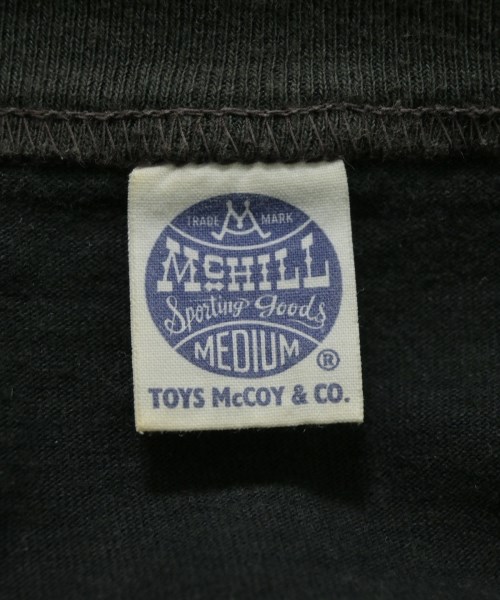 TRADE M MARK
McHILL
Sporting Goods
MEDIUM
®
TOYS McCOY & CO.